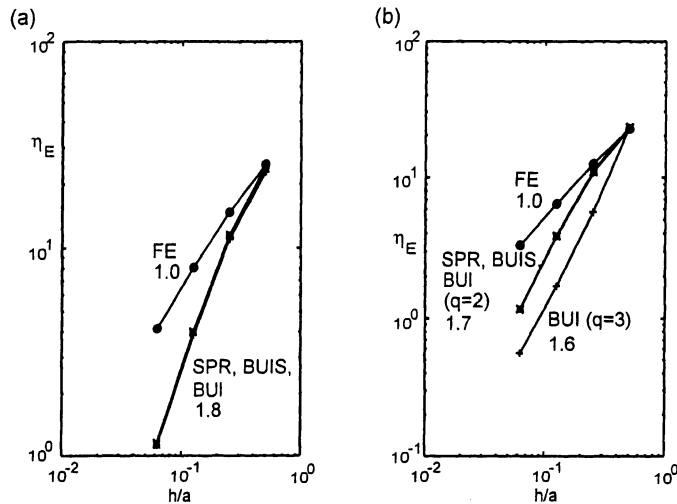 (a)
10^2
η_E
10^1
10^0
FE
1.0
SPR, BUIS,
BUI
1.8
10^-2
10^-1
10^0
h/a
(b)
10^2
10^1
η_E
10^0
10^-1
FE
1.0
SPR, BUIS,
BUI
(q=2)
1.7
BUI (q=3)
1.6
10^-2
10^-1
10^0
h/a